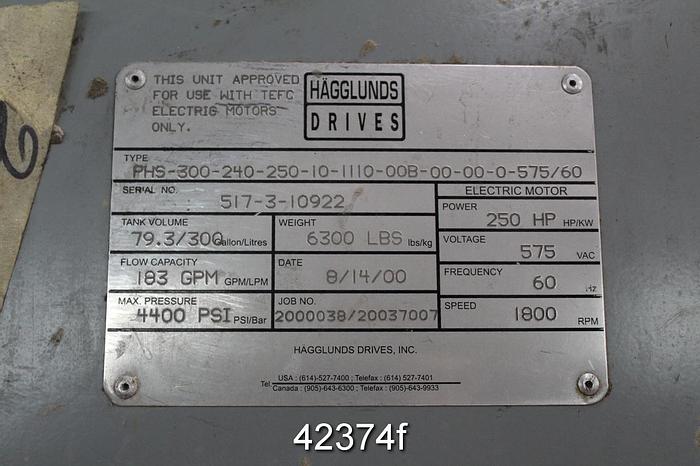 THIS UNIT APPROVED
FOR USE WITH TEFC
ELECTRIC MOTORS
ONLY.
HÄGGLUNDS
DRIVES
TYPE
PHS-300-240-250-10-1110-00B-00-00-0-575/60
SERIAL NO.
517-3-10922
ELECTRIC MOTOR
TANK VOLUME
79.3/300 Gallon/Litres
WEIGHT
6300 LBS lbs/kg
POWER
250 HP HP/KW
FLOW CAPACITY
183 GPM GPM/LPM
DATE
8/14/00
VOLTAGE
575 VAC
MAX. PRESSURE
4400 PSI PSI/Bar
JOB NO.
2000038/20037007
FREQUENCY
60 Hz
SPEED
1800 RPM
HÄGGLUNDS DRIVES, INC.
Tel. USA : (614)-527-7400 ; Telefax : (614) 527-7401
Canada : (905)-643-6300 ; Telefax : (905)-643-9933
42374f